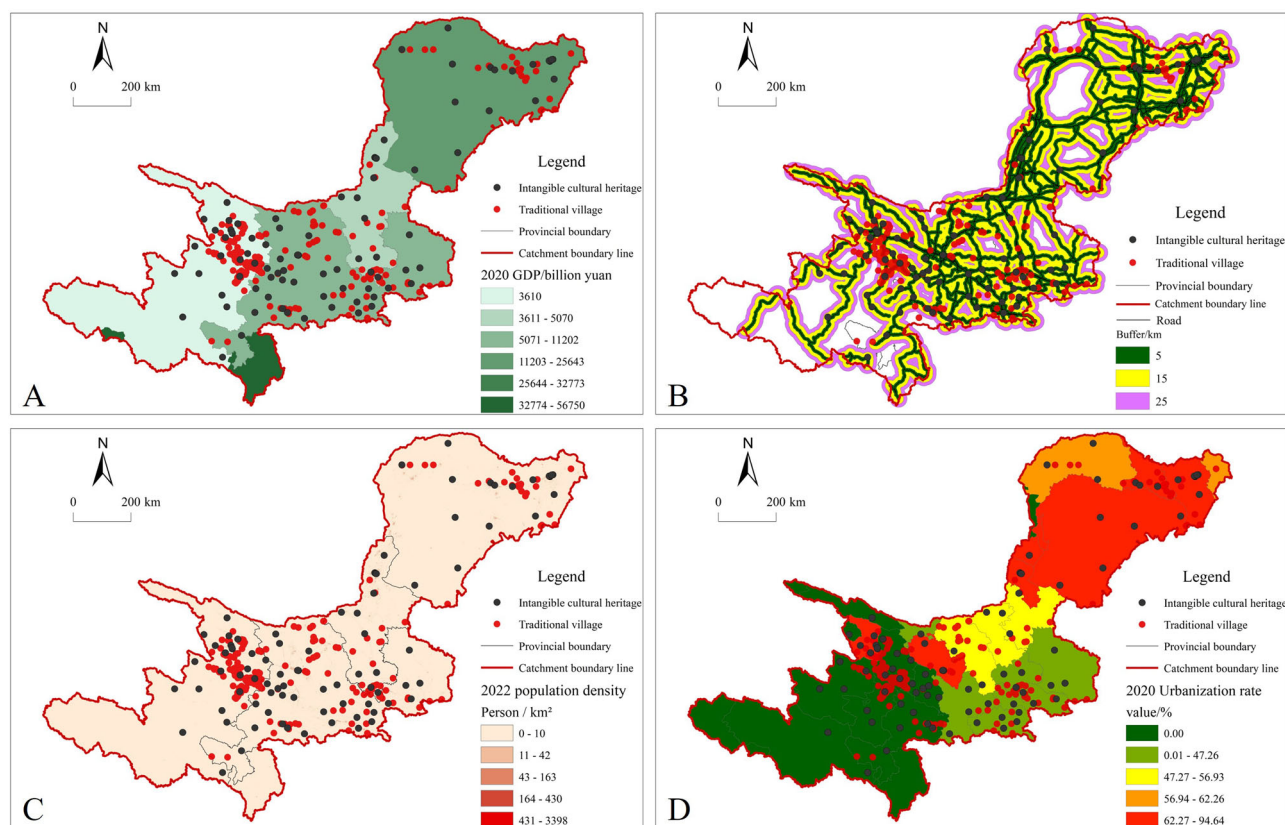 N
0 200 km
Legend
Intangible cultural heritage
Traditional village
Provincial boundary
Catchment boundary line
2020 GDP/billion yuan
3610
3611 - 5070
5071 - 11202
11203 - 25643
25644 - 32773
32774 - 56750
A
N
0 200 km
Legend
Intangible cultural heritage
Traditional village
Provincial boundary
Catchment boundary line
Road
Buffer/km
5
15
25
B
N
0 200 km
Legend
Intangible cultural heritage
Traditional village
Provincial boundary
Catchment boundary line
2022 population density
Person / km²
0 - 10
11 - 42
43 - 163
164 - 430
431 - 3398
C
N
0 200 km
Legend
Intangible cultural heritage
Traditional village
Provincial boundary
Catchment boundary line
2020 Urbanization rate
value/%
0.00
0.01 - 47.26
47.27 - 56.93
56.94 - 62.26
62.27 - 94.64
D